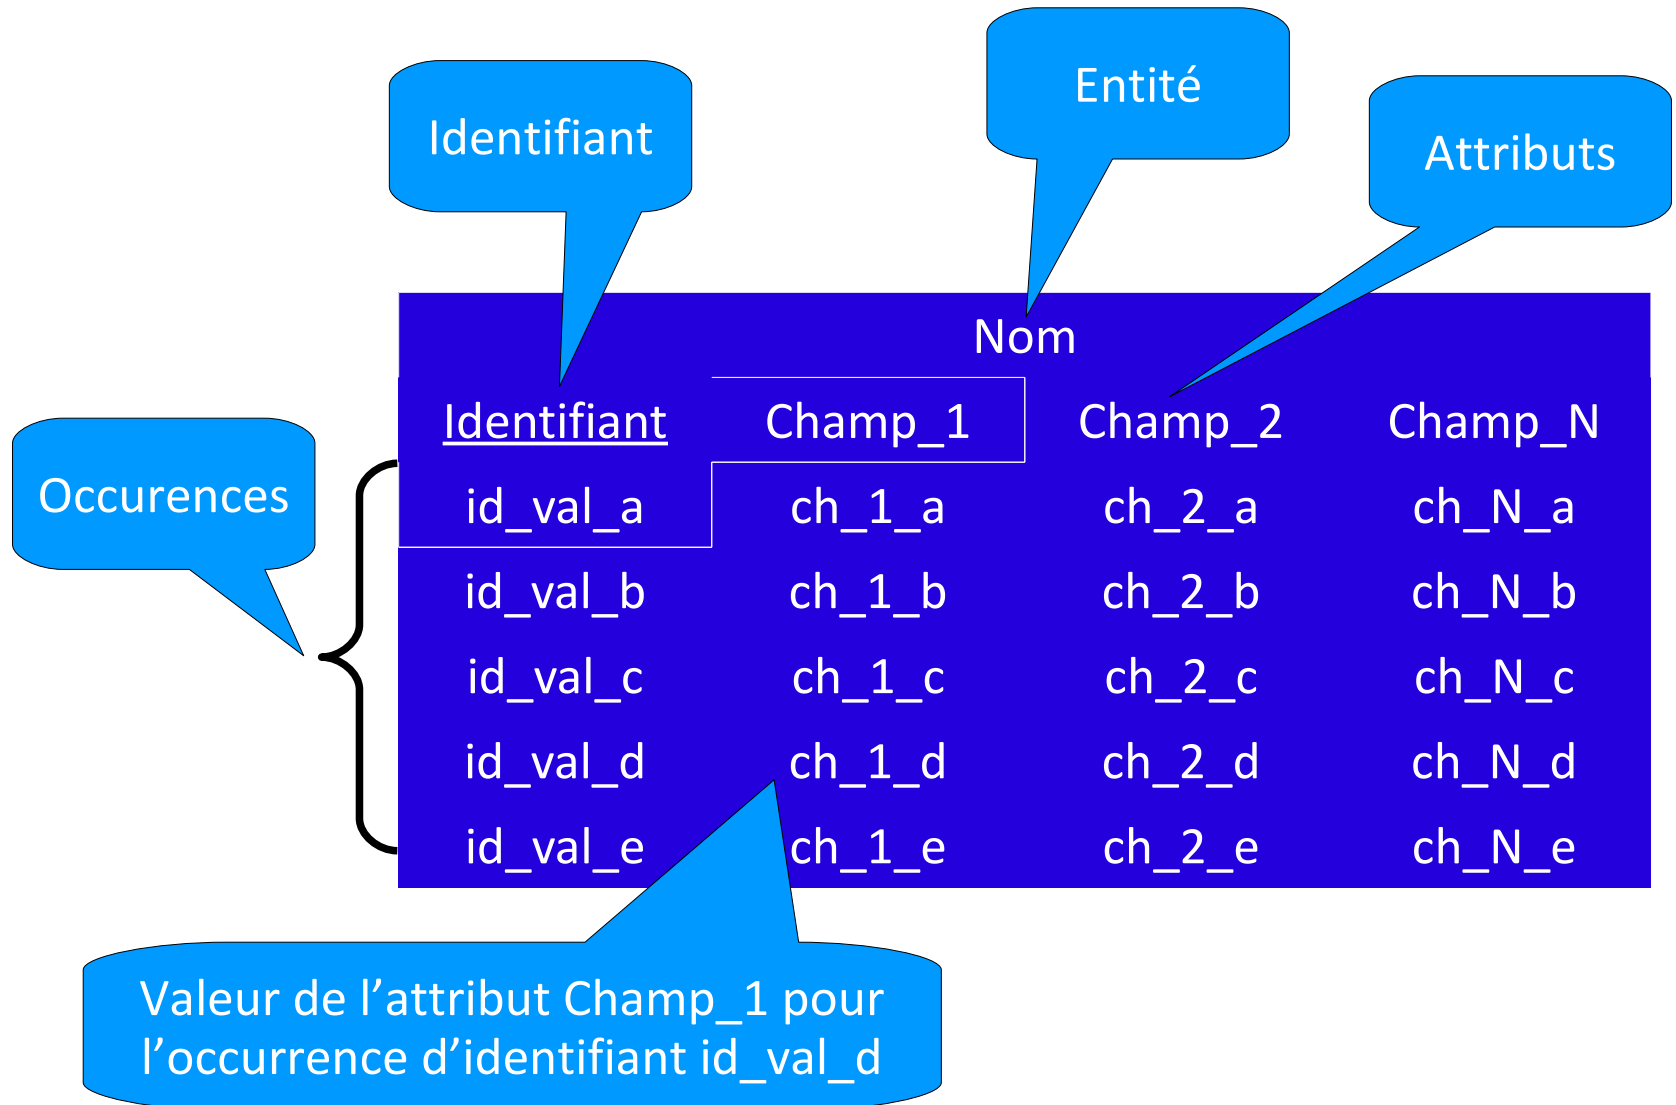 Entité
Identifiant
Attributs
Nom
Identifiant Champ_1 Champ_2 Champ_N
Occurences
id_val_a ch_1_a ch_2_a ch_N_a
id_val_b ch_1_b ch_2_b ch_N_b
id_val_c ch_1_c ch_2_c ch_N_c
id_val_d ch_1_d ch_2_d ch_N_d
id_val_e ch_1_e ch_2_e ch_N_e
Valeur de l’attribut Champ_1 pour
l’occurrence d’identifiant id_val_d